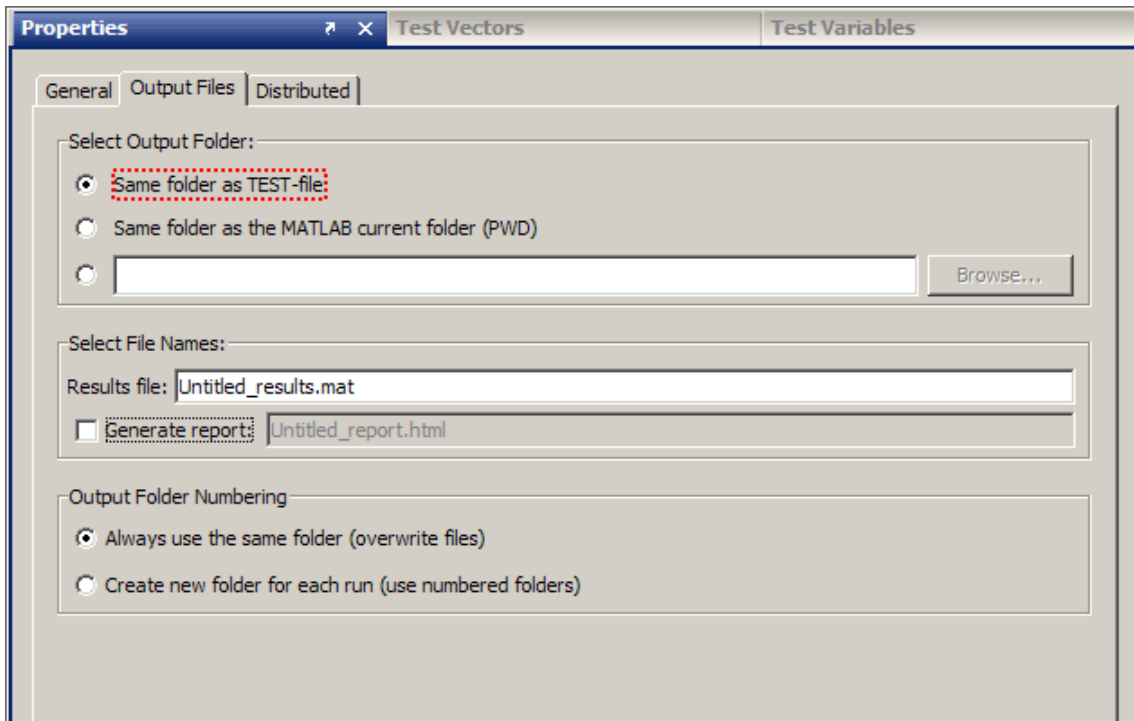 Properties Test Vectors Test Variables
General Output Files Distributed
Select Output Folder:
Same folder as TEST-file
Same folder as the MATLAB current folder (PWD)
Browse...
Select File Names:
Results file: Untitled_results.mat
Generate report: Untitled_report.html
Output Folder Numbering
Always use the same folder (overwrite files)
Create new folder for each run (use numbered folders)